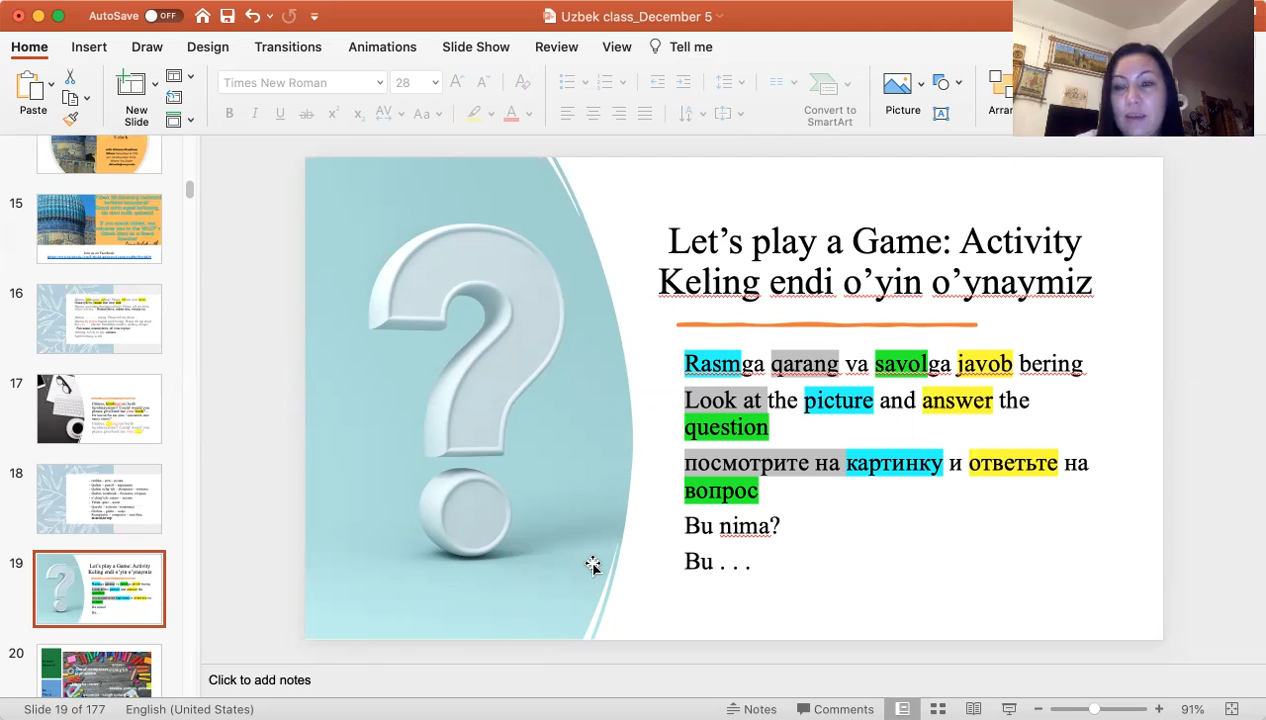 AutoSave OFF
Uzbek class_December 5
Home Insert Draw Design Transitions Animations Slide Show Review View Tell me
Paste
New
Slide
Times New Roman 28
Convert to
SmartArt
Picture
Arran
15
16
17
18
19
20
Let’s play a Game: Activity
Keling endi o’yin o’ynaymiz
Rasmga qarang va savolga javob bering
Look at the picture and answer the
question
посмотрите на картинку и ответьте на
вопрос
Bu nima?
Bu . . .
Click to add notes
Slide 19 of 177 English (United States) Notes Comments 91%